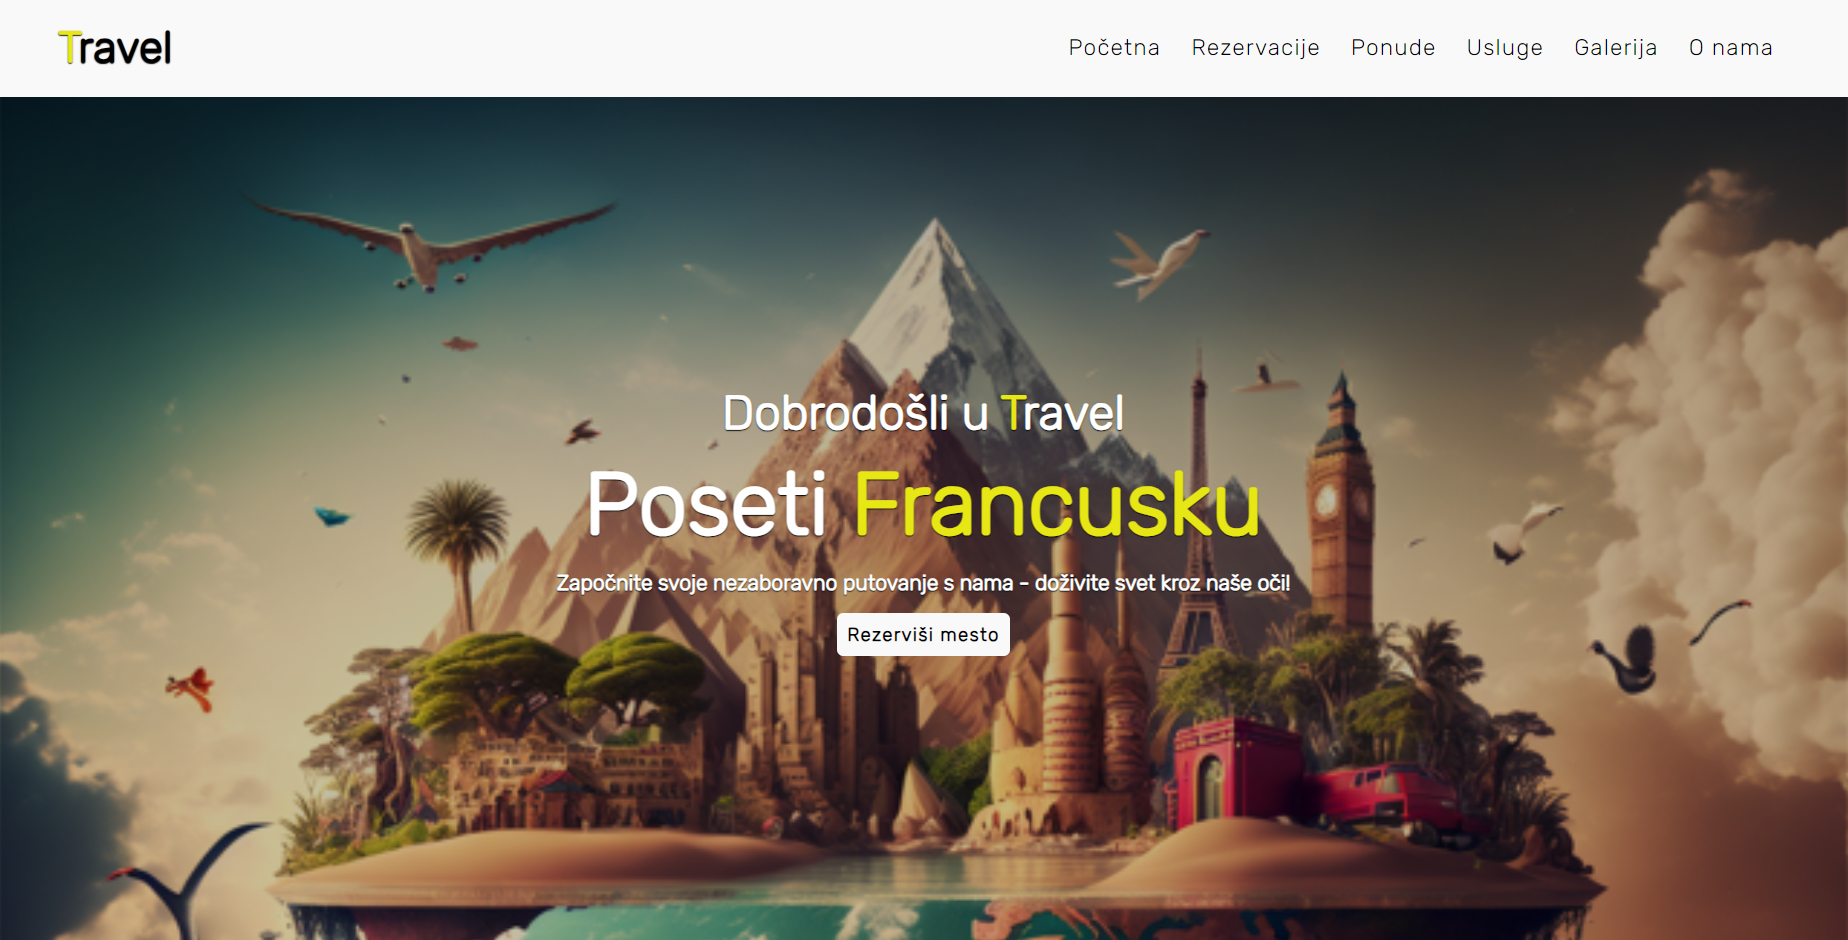 Travel
Početna Rezervacije Ponude Usluge Galerija O nama
Dobrodošli u Travel
Poseti Francusku
Započnite svoje nezaboravno putovanje s nama - doživite svet kroz naše oči!
Rezerviši mesto